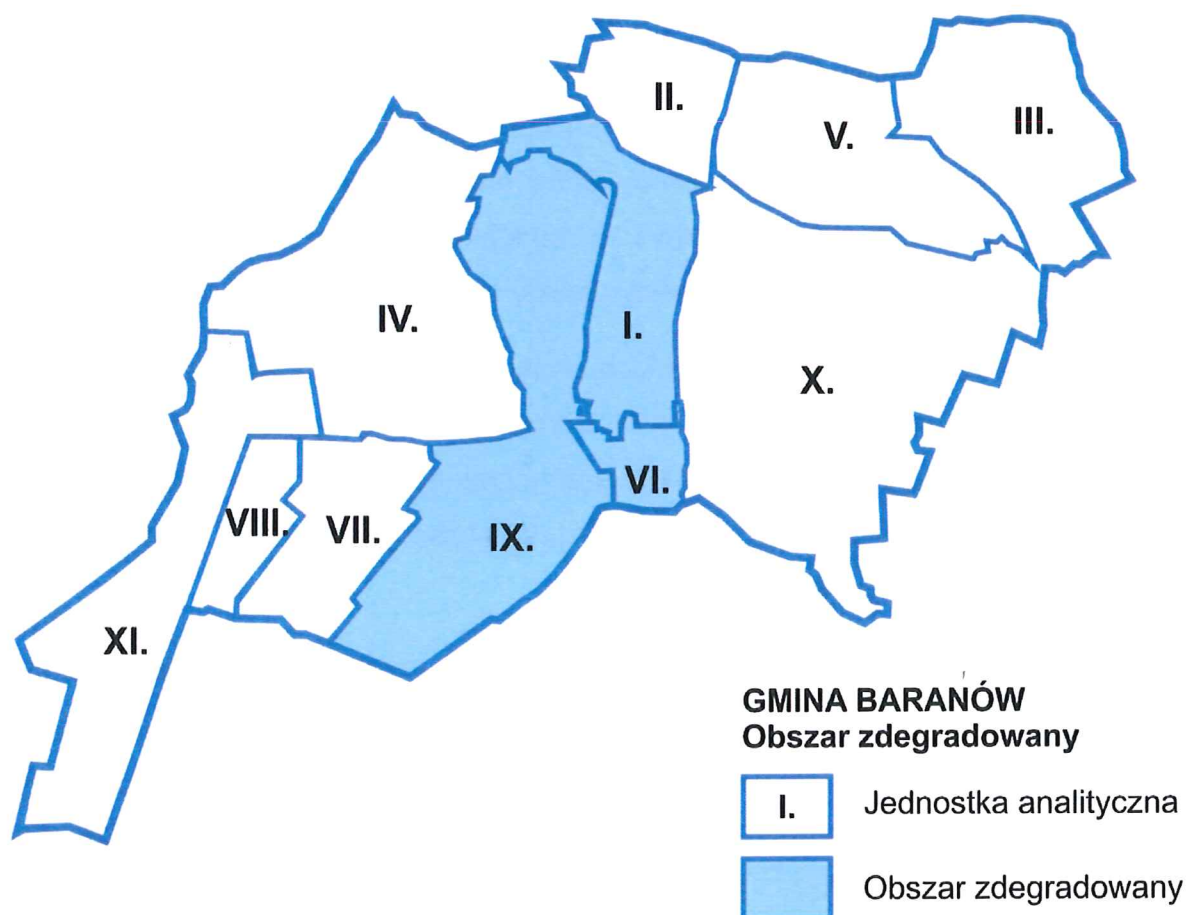 II.
V.
III.
IV.
I.
X.
VI.
VIII.
VII.
IX.
XI.
GMINA BARANÓW
Obszar zdegradowany
I.
Jednostka analityczna
Obszar zdegradowany